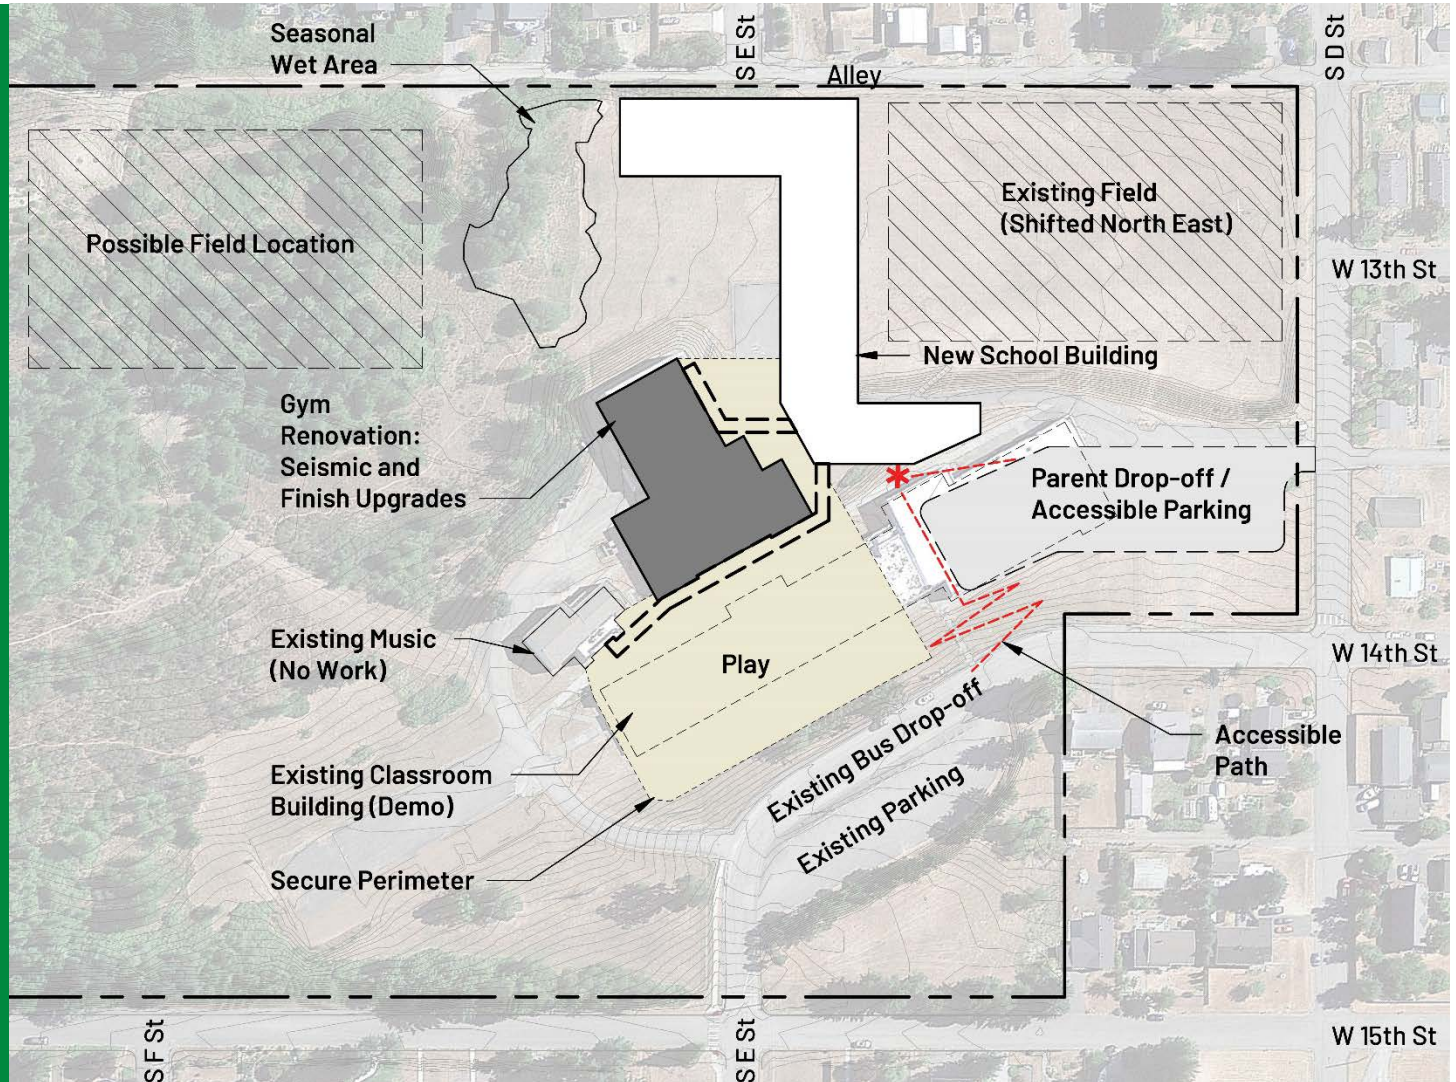 Seasonal
Wet Area
S E St
Alley
S D St
Possible Field Location
Existing Field
(Shifted North East)
W 13th St
New School Building
Gym
Renovation:
Seismic and
Finish Upgrades
Parent Drop-off /
Accessible Parking
Existing Music
(No Work)
Play
W 14th St
Existing Bus Drop-off
Accessible
Path
Existing Classroom
Building (Demo)
Existing Parking
Secure Perimeter
S F St
S E St
W 15th St